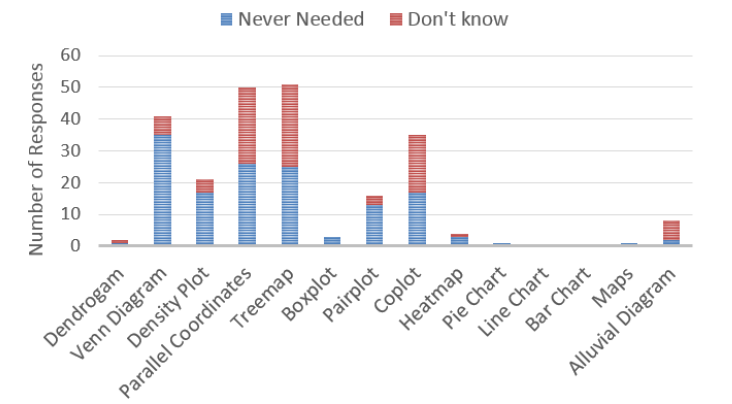 Never Needed Don't know
Number of Responses
60
50
40
30
20
10
0
Dendrogam
Venn Diagram
Density Plot
Parallel Coordinates
Treemap
Boxplot
Pairplot
Coplot
Heatmap
Pie Chart
Line Chart
Bar Chart
Maps
Alluvial Diagram